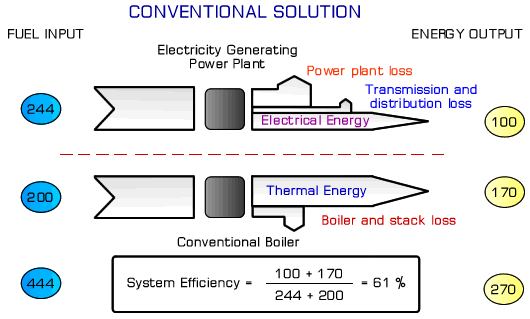 CONVENTIONAL SOLUTION
FUEL INPUT
ENERGY OUTPUT
Electricity Generating
Power Plant
Power plant loss
Transmission and
distribution loss
244
Electrical Energy
100
200
Thermal Energy
170
Boiler and stack loss
Conventional Boiler
444
System Efficiency = 100 + 170 / 244 + 200 = 61 %
270